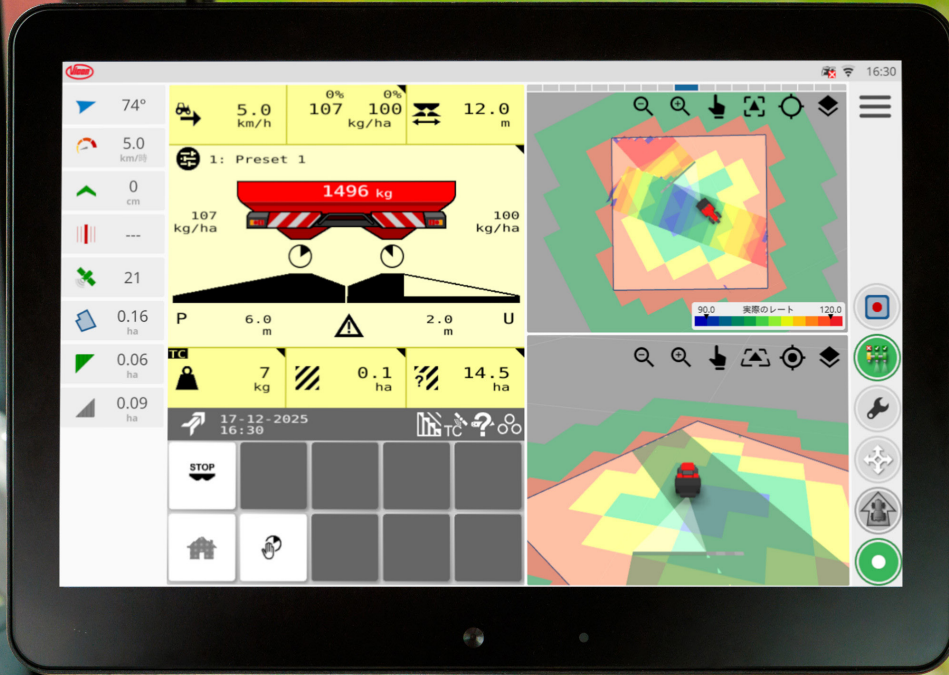 Vicon
16:30
74°
5.0
km/時
0
cm
---
21
0.16
ha
0.06
ha
0.09
ha
5.0
km/h
0% 0%
107 100
kg/ha
12.0
m
1: Preset 1
1496 kg
107
kg/ha
100
kg/ha
P 6.0 m 2.0 m U
TC
7
kg
0.1
ha
14.5
ha
17-12-2025
16:30
TC
STOP
90.0 実際のレート 120.0